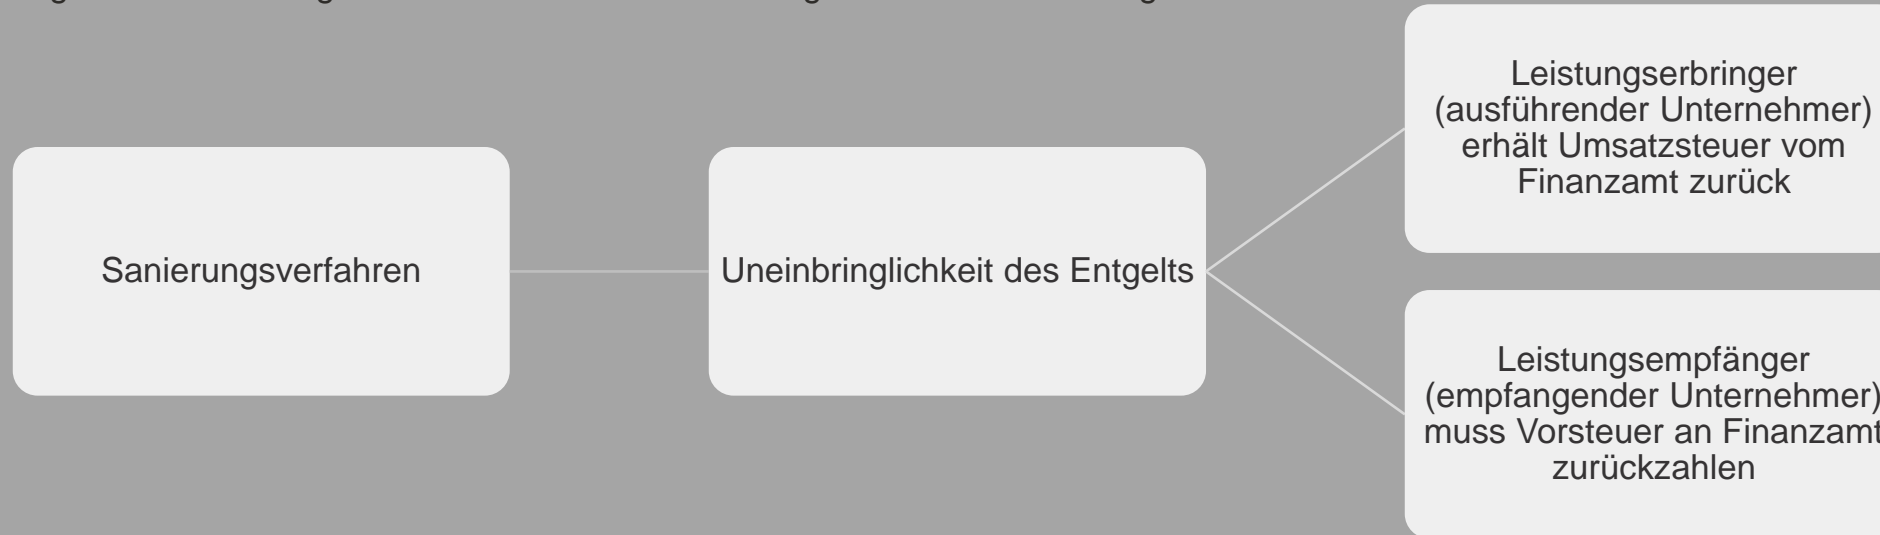 Sanierungsverfahren
Uneinbringlichkeit des Entgelts
Leistungserbringer
(ausführender Unternehmer)
erhält Umsatzsteuer vom
Finanzamt zurück
Leistungsempfänger
(empfangender Unternehmer)
muss Vorsteuer an Finanzamt
zurückzahlen